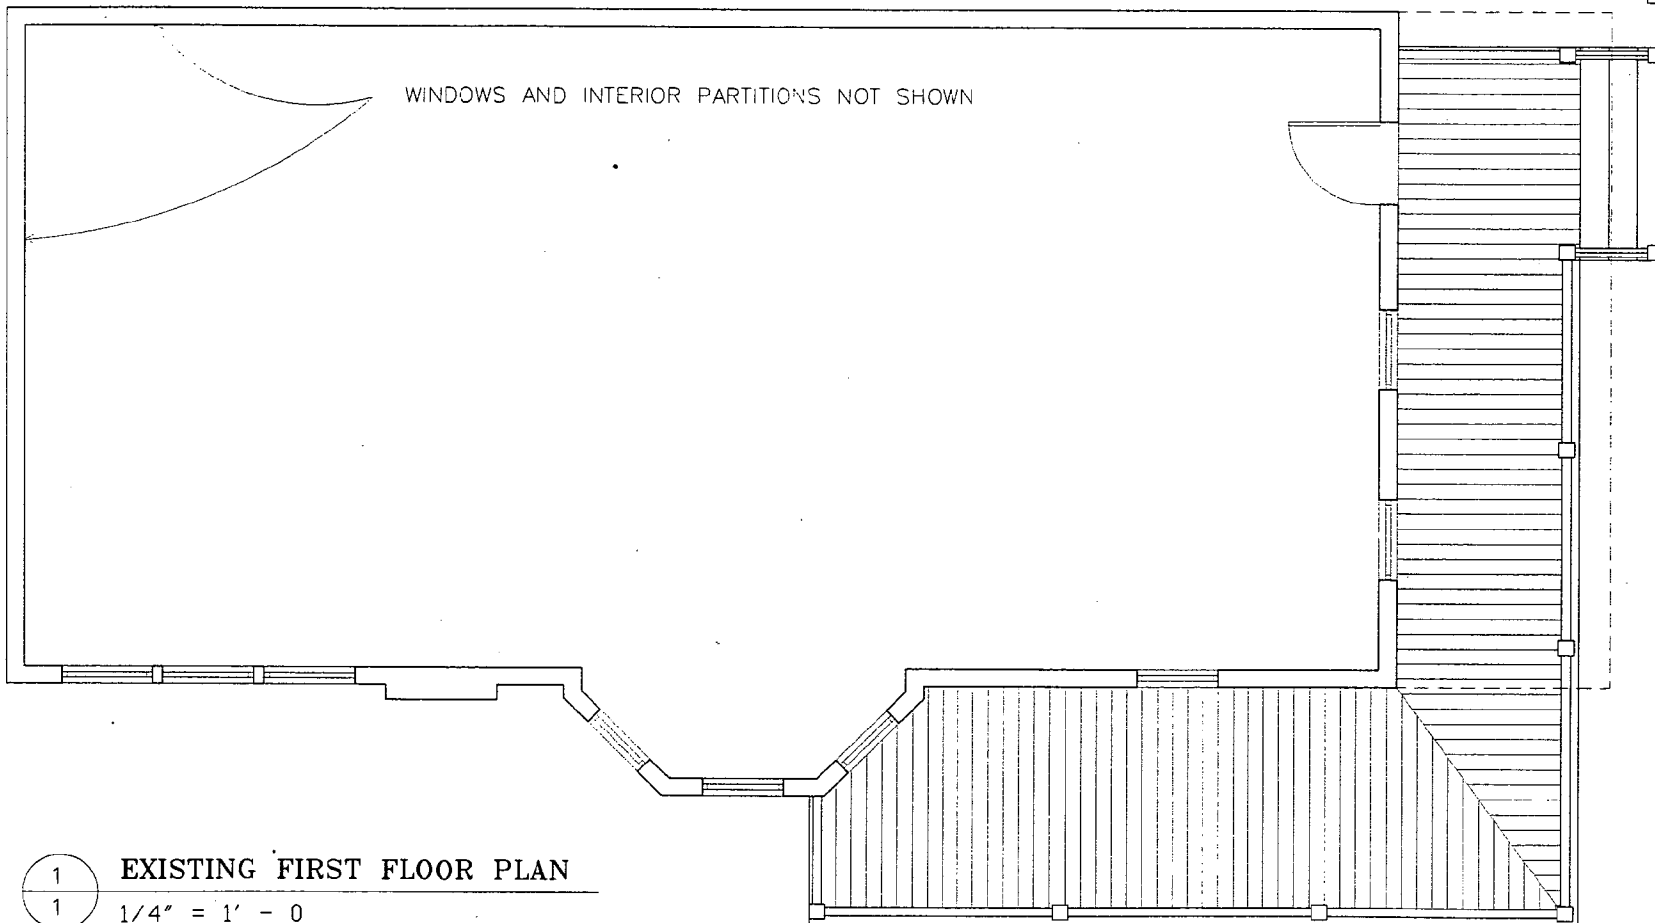 WINDOWS AND INTERIOR PARTITIONS NOT SHOWN
1
EXISTING FIRST FLOOR PLAN
1
1/4" = 1' - 0